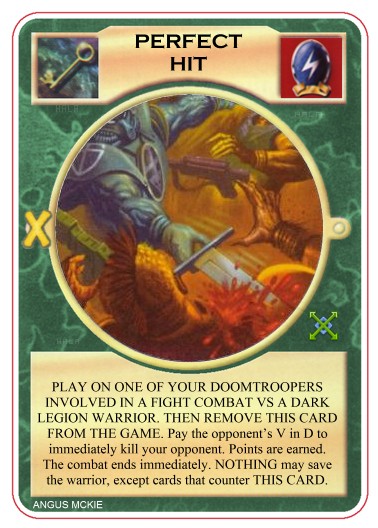 PERFECT
HIT
X
PLAY ON ONE OF YOUR DOOMTROOPERS
INVOLVED IN A FIGHT COMBAT VS A DARK
LEGION WARRIOR. THEN REMOVE THIS CARD
FROM THE GAME. Pay the opponent's V in D to
immediately kill your opponent. Points are earned.
The combat ends immediately. NOTHING may save
the warrior, except cards that counter THIS CARD.
ANGUS MCKIE